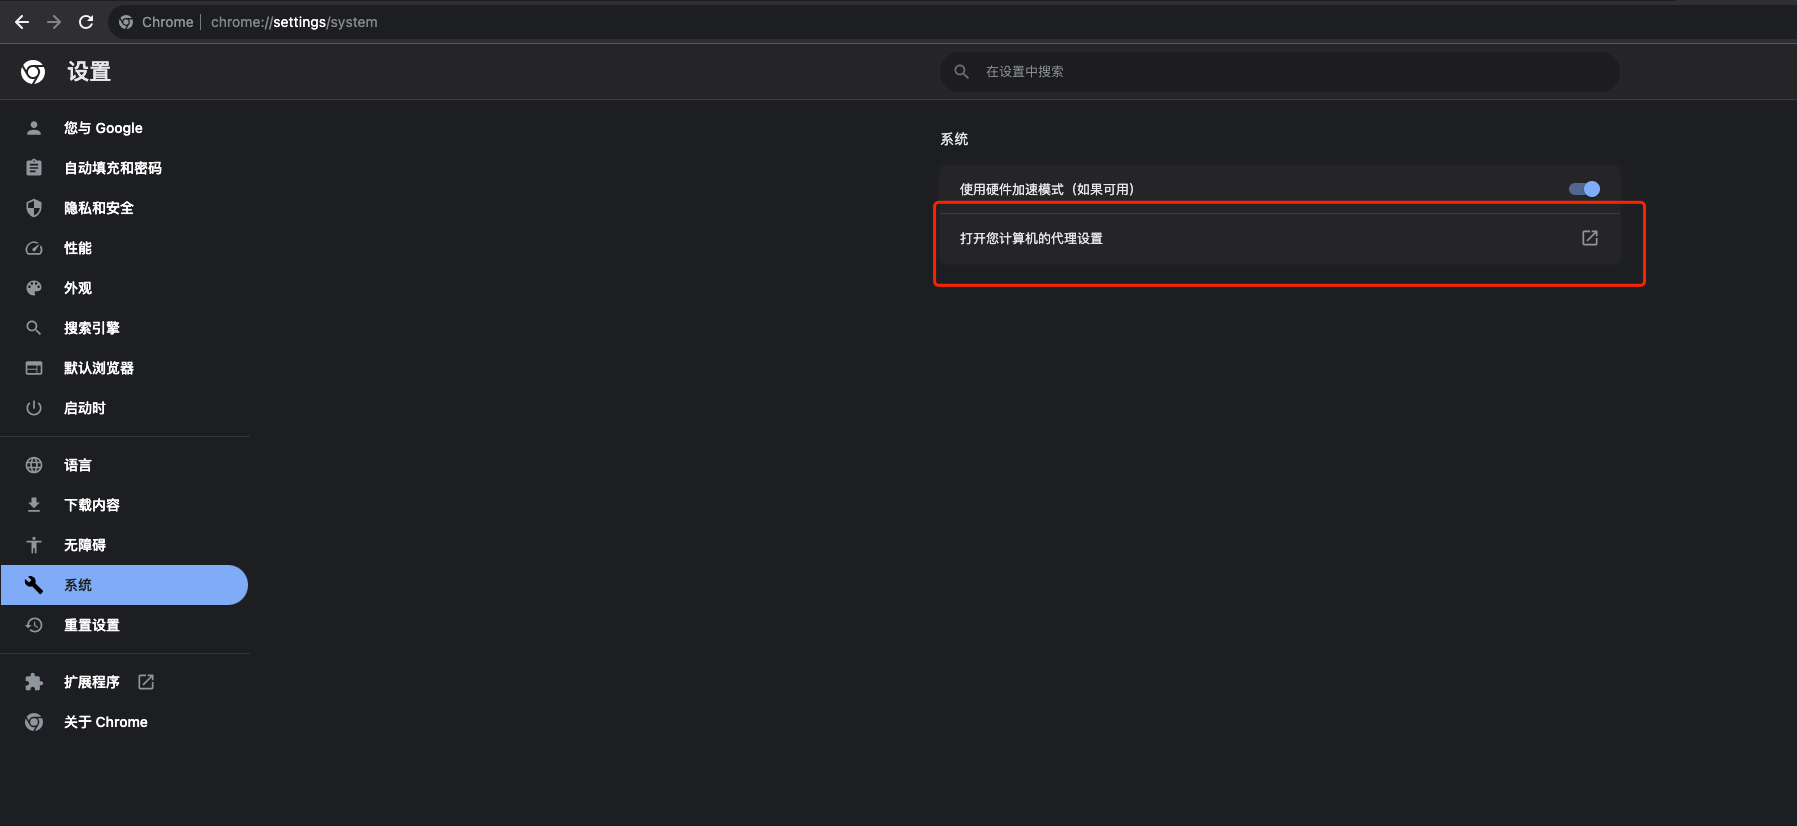 Chrome | chrome://settings/system
设置
在设置中搜索
您与 Google
自动填充和密码
隐私和安全
性能
外观
搜索引擎
默认浏览器
启动时
语言
下载内容
无障碍
系统
重置设置
扩展程序
关于 Chrome
系统
使用硬件加速模式（如果可用）
打开您计算机的代理设置